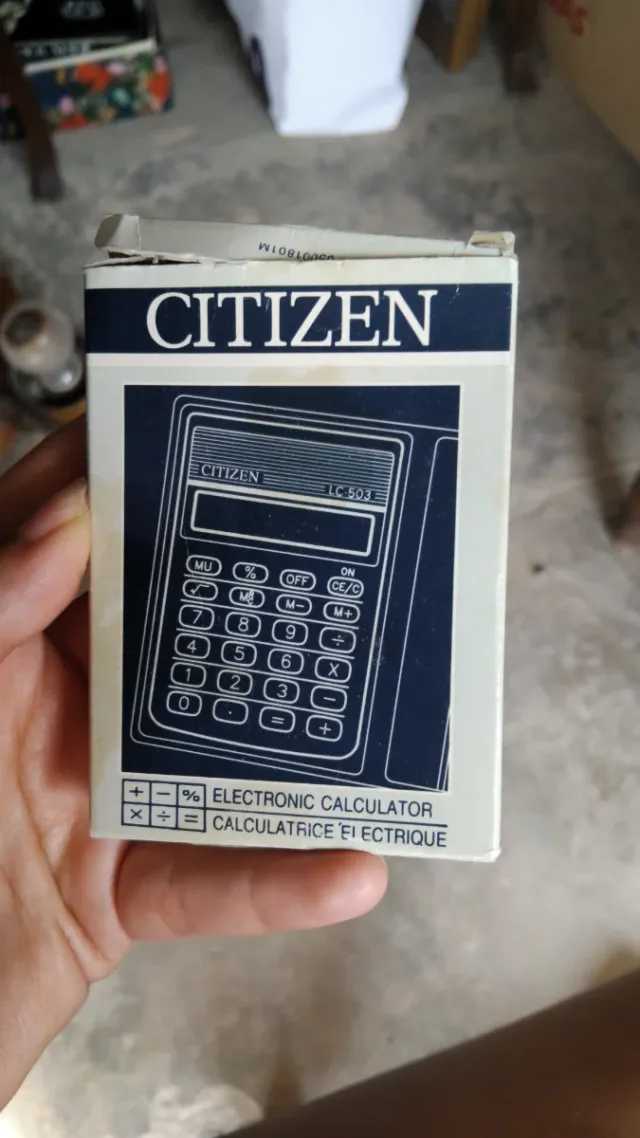 CITIZEN
CITIZEN
LC-503
ON
MU % OFF CE/C
√ M- M+
7 8 9 ÷
4 5 6 X
1 2 3 −
0 . = +
+ − % ELECTRONIC CALCULATOR
× ÷ = CALCULATRICE ÉLECTRIQUE